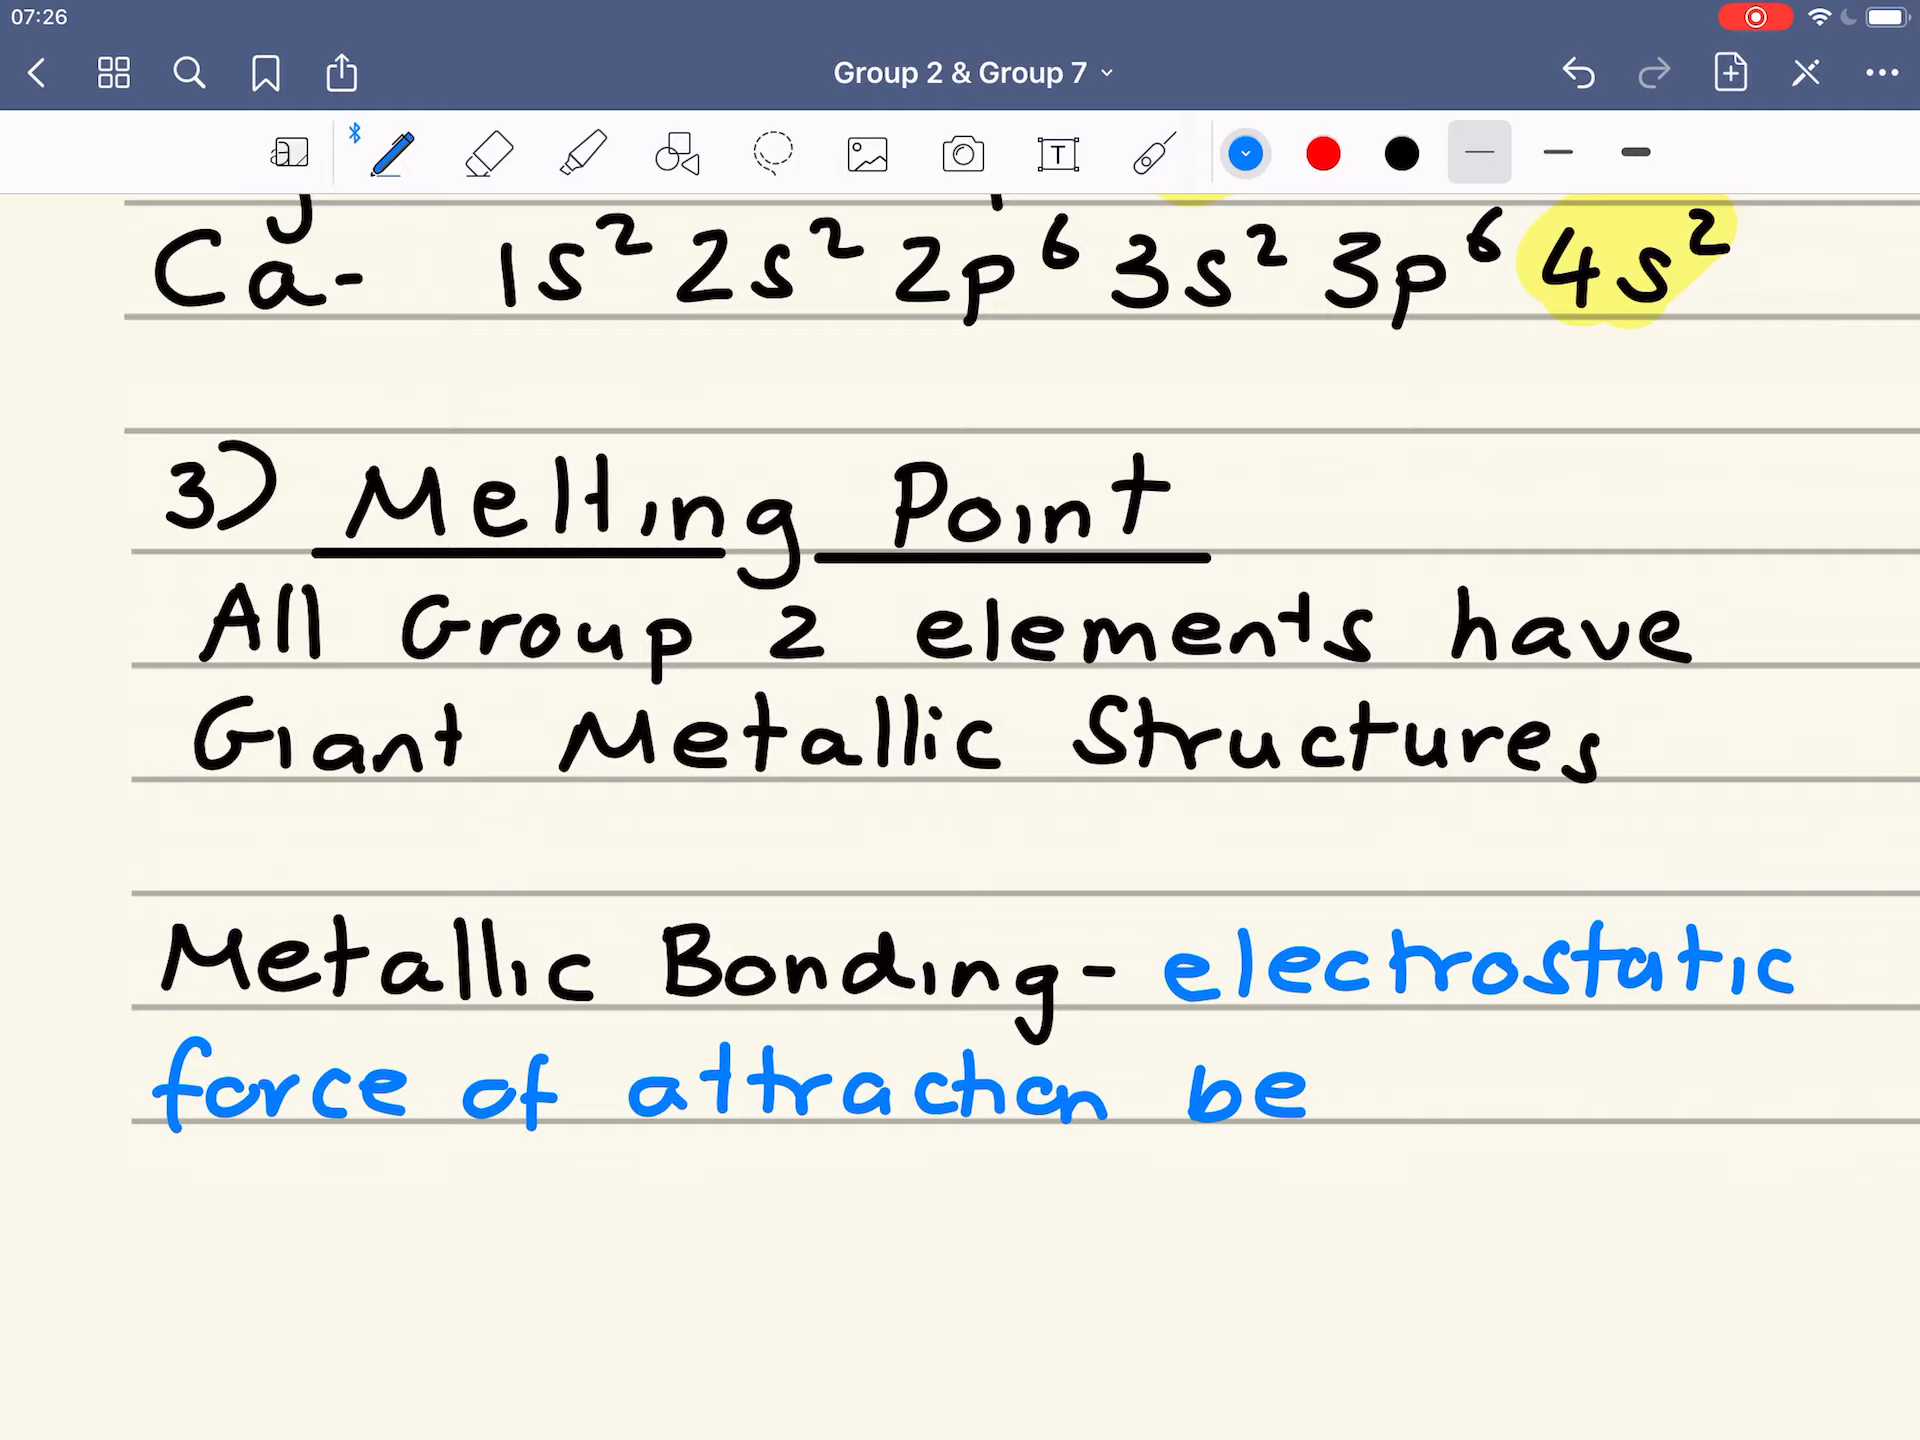 07:26
Group 2 & Group 7
Ca- 1s² 2s² 2p⁶ 3s² 3p⁶ 4s²
3) Melting Point
All Group 2 elements have
Giant Metallic Structures
Metallic Bonding- electrostatic
force of attraction be